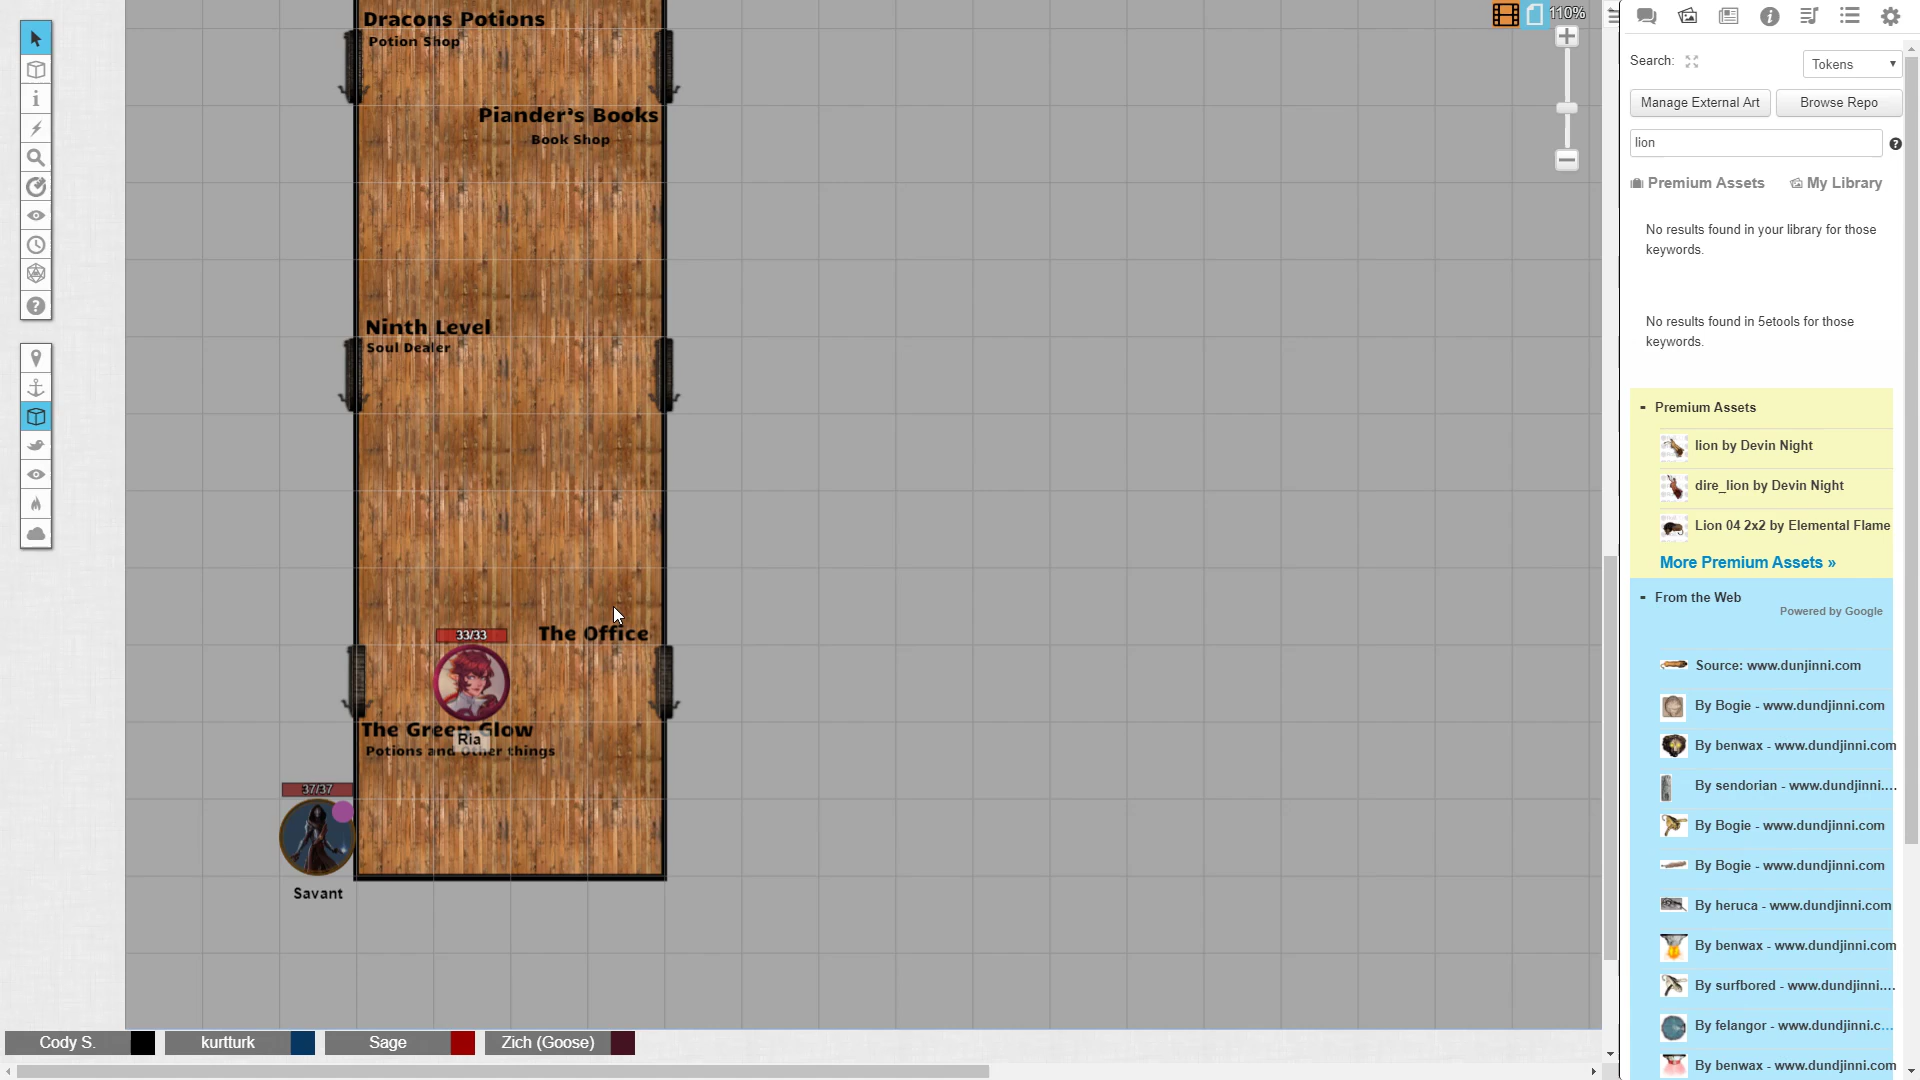 Dracons Potions
Potion Shop
Piander's Books
Book Shop
Ninth Level
Soul Dealer
33/33
The Office
The Green Glow
Ria
Potions and other things
37/37
Savant
Cody S.
kurtturk
Sage
Zich (Goose)
110%
Search:
Tokens
Manage External Art
Browse Repo
lion
Premium Assets
My Library
No results found in your library for those
keywords.
No results found in 5etools for those
keywords.
- Premium Assets
lion by Devin Night
dire_lion by Devin Night
Lion 04 2x2 by Elemental Flame
More Premium Assets »
- From the Web
Powered by Google
Source: www.dunjinni.com
By Bogie - www.dundjinni.com
By benwax - www.dundjinni.com
By sendorian - www.dundjinni....
By Bogie - www.dundjinni.com
By Bogie - www.dundjinni.com
By heruca - www.dundjinni.com
By benwax - www.dundjinni.com
By surfbored - www.dundjinni....
By felangor - www.dundjinni.c...
By benwax - www.dundjinni.com